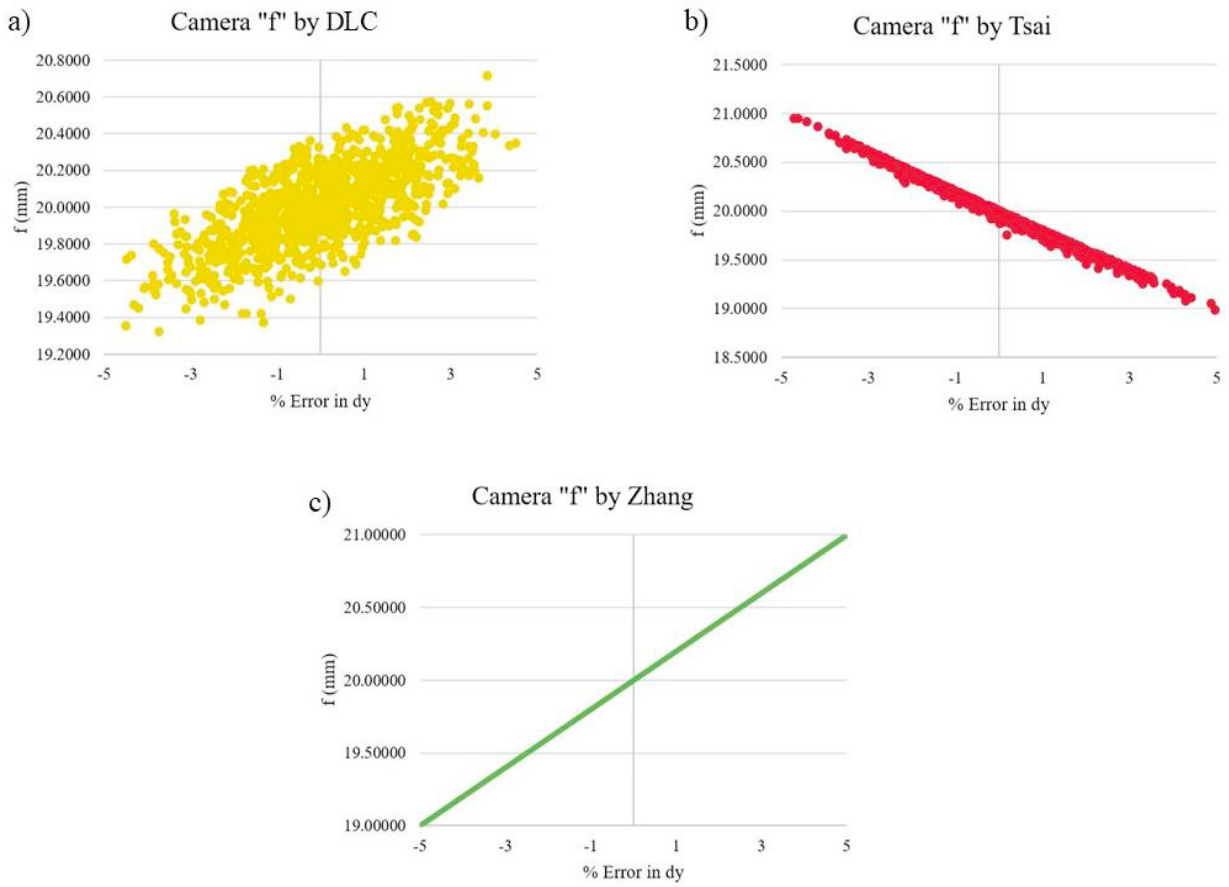 a)
Camera "f" by DLC
20.8000
20.6000
20.4000
20.2000
20.0000
19.8000
19.6000
19.4000
19.2000
f (mm)
-5 -3 -1 1 3 5
% Error in dy
b)
Camera "f" by Tsai
21.5000
21.0000
20.5000
20.0000
19.5000
19.0000
18.5000
f (mm)
-5 -3 -1 1 3 5
% Error in dy
c)
Camera "f" by Zhang
21.00000
20.50000
20.00000
19.50000
19.00000
f (mm)
-5 -3 -1 1 3 5
% Error in dy